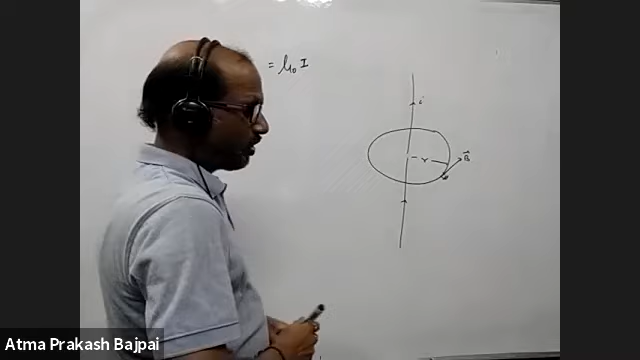 = μ₀ I
i
r
B⃗
Atma Prakash Bajpai